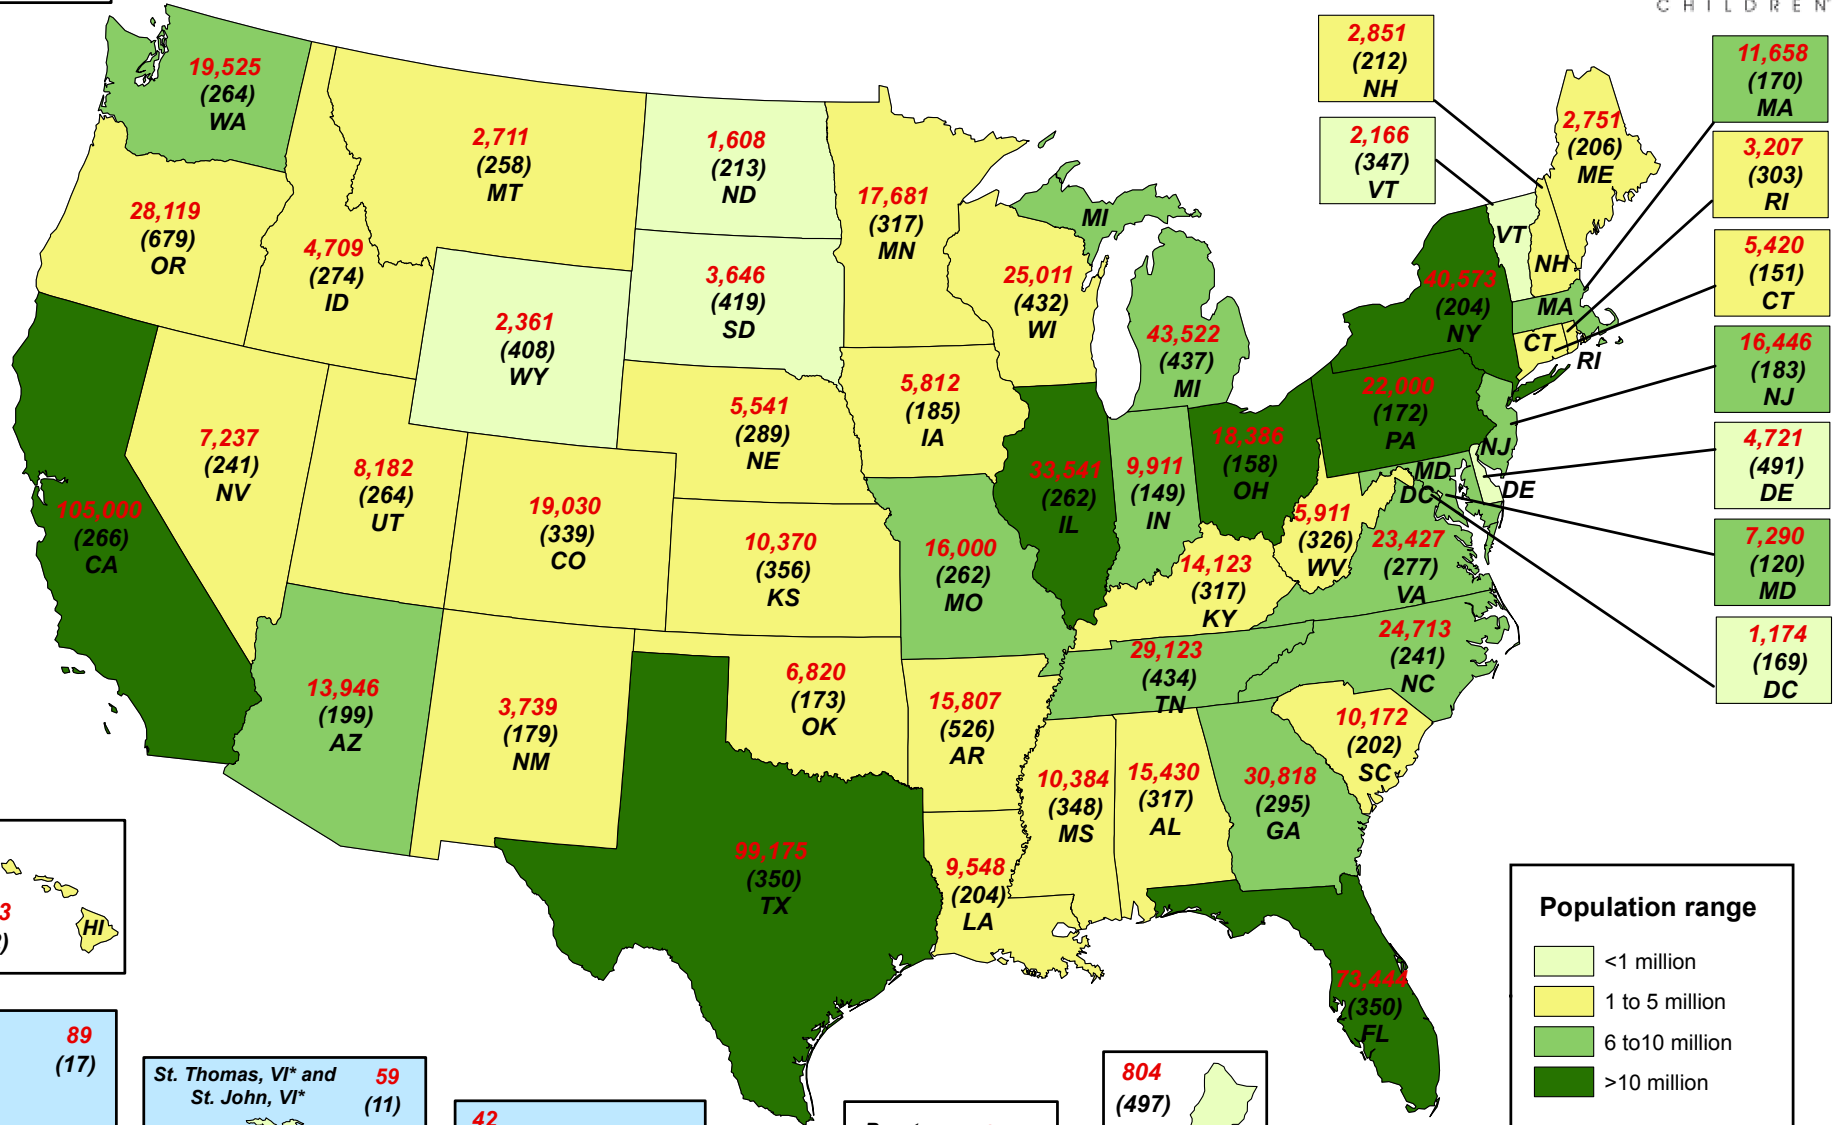 CHILDREN
19,525
(264)
WA
2,711
(258)
MT
1,608
(213)
ND
17,681
(317)
MN
2,851
(212)
NH
2,166
(347)
VT
2,751
(206)
ME
11,658
(170)
MA
3,207
(303)
RI
5,420
(151)
CT
16,446
(183)
NJ
4,721
(491)
DE
7,290
(120)
MD
1,174
(169)
DC
28,119
(679)
OR
4,709
(274)
ID
2,361
(408)
WY
3,646
(419)
SD
25,011
(432)
WI
MI
43,522
(437)
MI
40,573
(204)
NY
VT
NH
MA
CT
RI
NJ
MD
DC
DE
105,000
(266)
CA
7,237
(241)
NV
8,182
(264)
UT
19,030
(339)
CO
5,541
(289)
NE
5,812
(185)
IA
33,541
(262)
IL
9,911
(149)
IN
18,386
(158)
OH
22,000
(172)
PA
5,911
(326)
WV
23,427
(277)
VA
10,370
(356)
KS
16,000
(262)
MO
14,123
(317)
KY
29,123
(434)
TN
24,713
(241)
NC
13,946
(199)
AZ
3,739
(179)
NM
6,820
(173)
OK
15,807
(526)
AR
10,172
(202)
SC
99,175
(350)
TX
9,548
(204)
LA
10,384
(348)
MS
15,430
(317)
AL
30,818
(295)
GA
73,444
(350)
FL
3
)
HI
89
(17)
St. Thomas, VI* and
St. John, VI*
59
(11)
42
804
(497)
Population range
<1 million
1 to 5 million
6 to10 million
>10 million